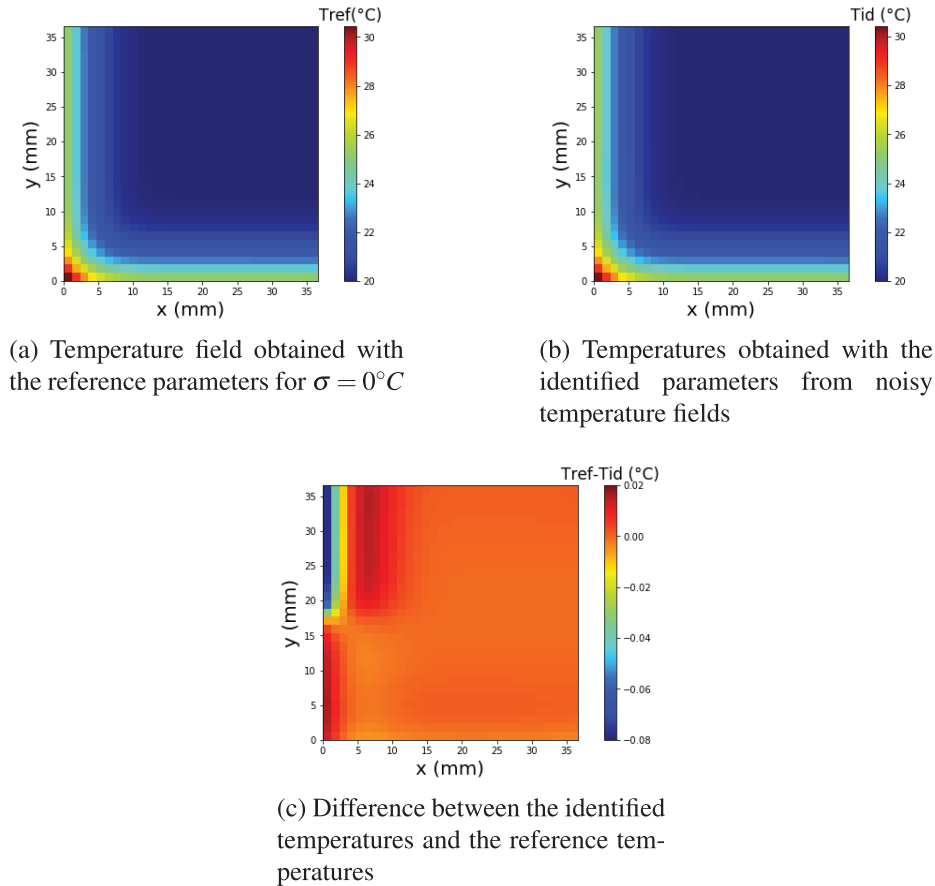 Tref(°C)
35
30
25
20
15
10
5
0
y (mm)
0 5 10 15 20 25 30 35
x (mm)
30
28
26
24
22
20
(a) Temperature field obtained with
the reference parameters for σ = 0°C
Tid (°C)
35
30
25
20
15
10
5
0
y (mm)
0 5 10 15 20 25 30 35
x (mm)
30
28
26
24
22
20
(b) Temperatures obtained with the
identified parameters from noisy
temperature fields
Tref-Tid (°C)
35
30
25
20
15
10
5
0
y (mm)
0 5 10 15 20 25 30 35
x (mm)
0.02
0.00
−0.02
−0.04
−0.06
−0.08
(c) Difference between the identified
temperatures and the reference tem-
peratures